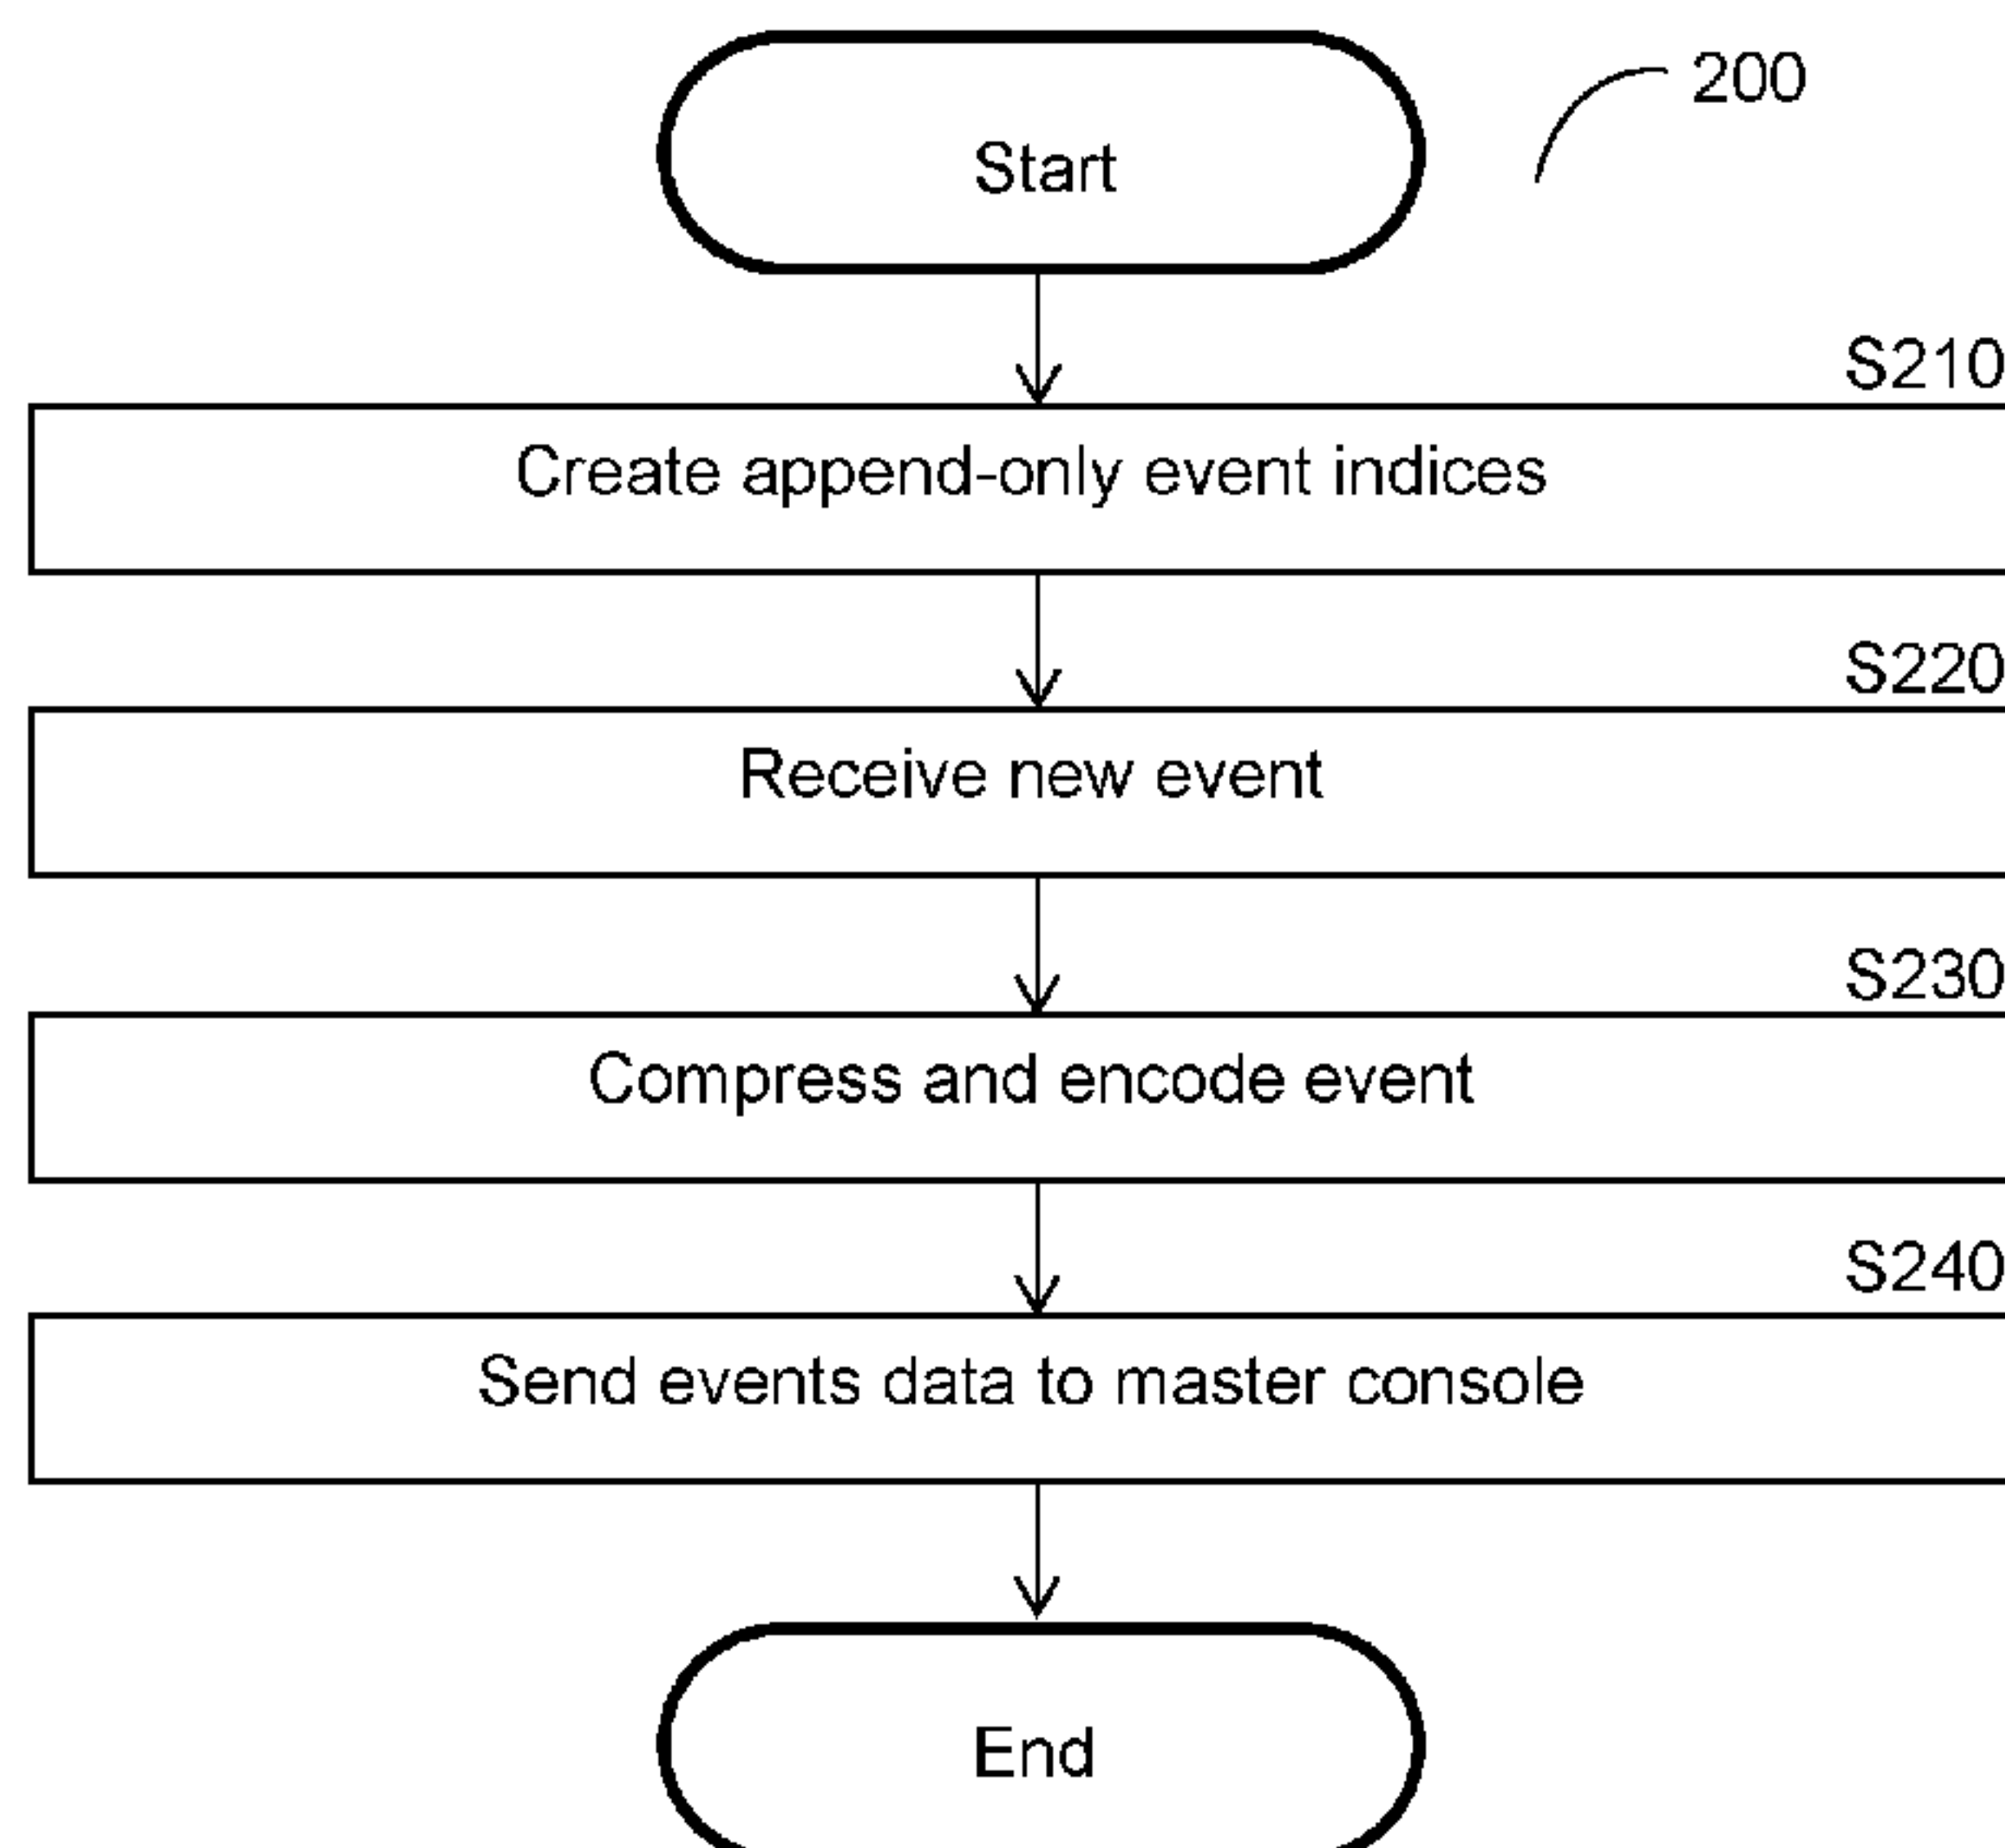 200
Start
S210
Create append-only event indices
S220
Receive new event
S230
Compress and encode event
S240
Send events data to master console
End